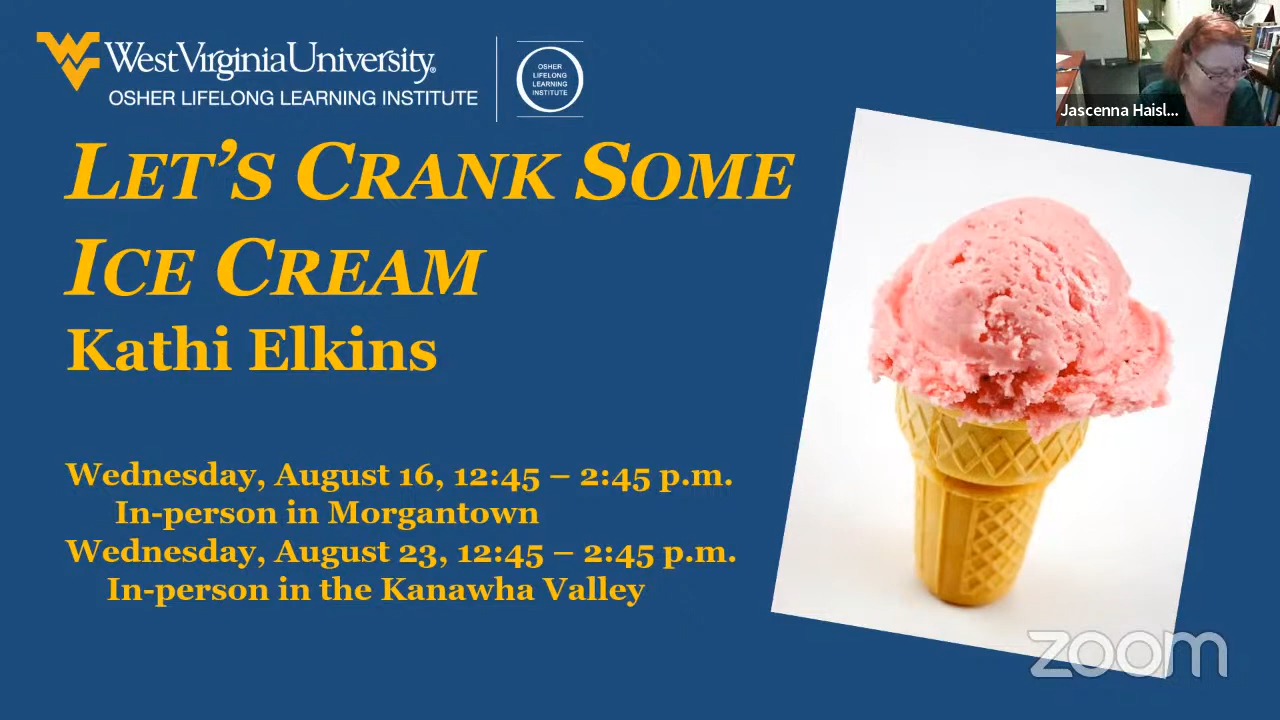 West Virginia University®
OSHER LIFELONG LEARNING INSTITUTE
OSHER
LIFELONG
LEARNING
INSTITUTE
Jascenna Haisl...
LET'S CRANK SOME
ICE CREAM
Kathi Elkins
Wednesday, August 16, 12:45 – 2:45 p.m.
In-person in Morgantown
Wednesday, August 23, 12:45 – 2:45 p.m.
In-person in the Kanawha Valley
zoom